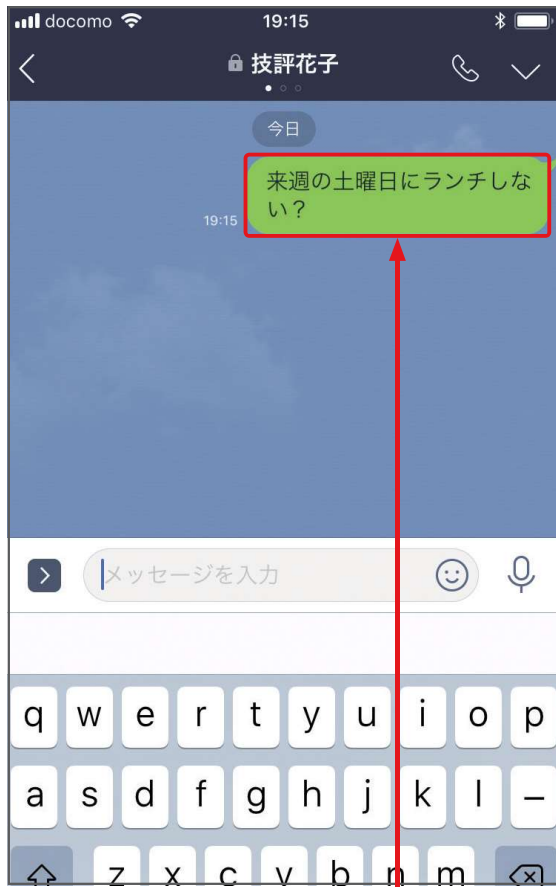 docomo 19:15
技評花子
今日
来週の土曜日にランチしな
い？
19:15
メッセージを入力
q w e r t y u i o p
a s d f g h j k l –
z x c v b n m